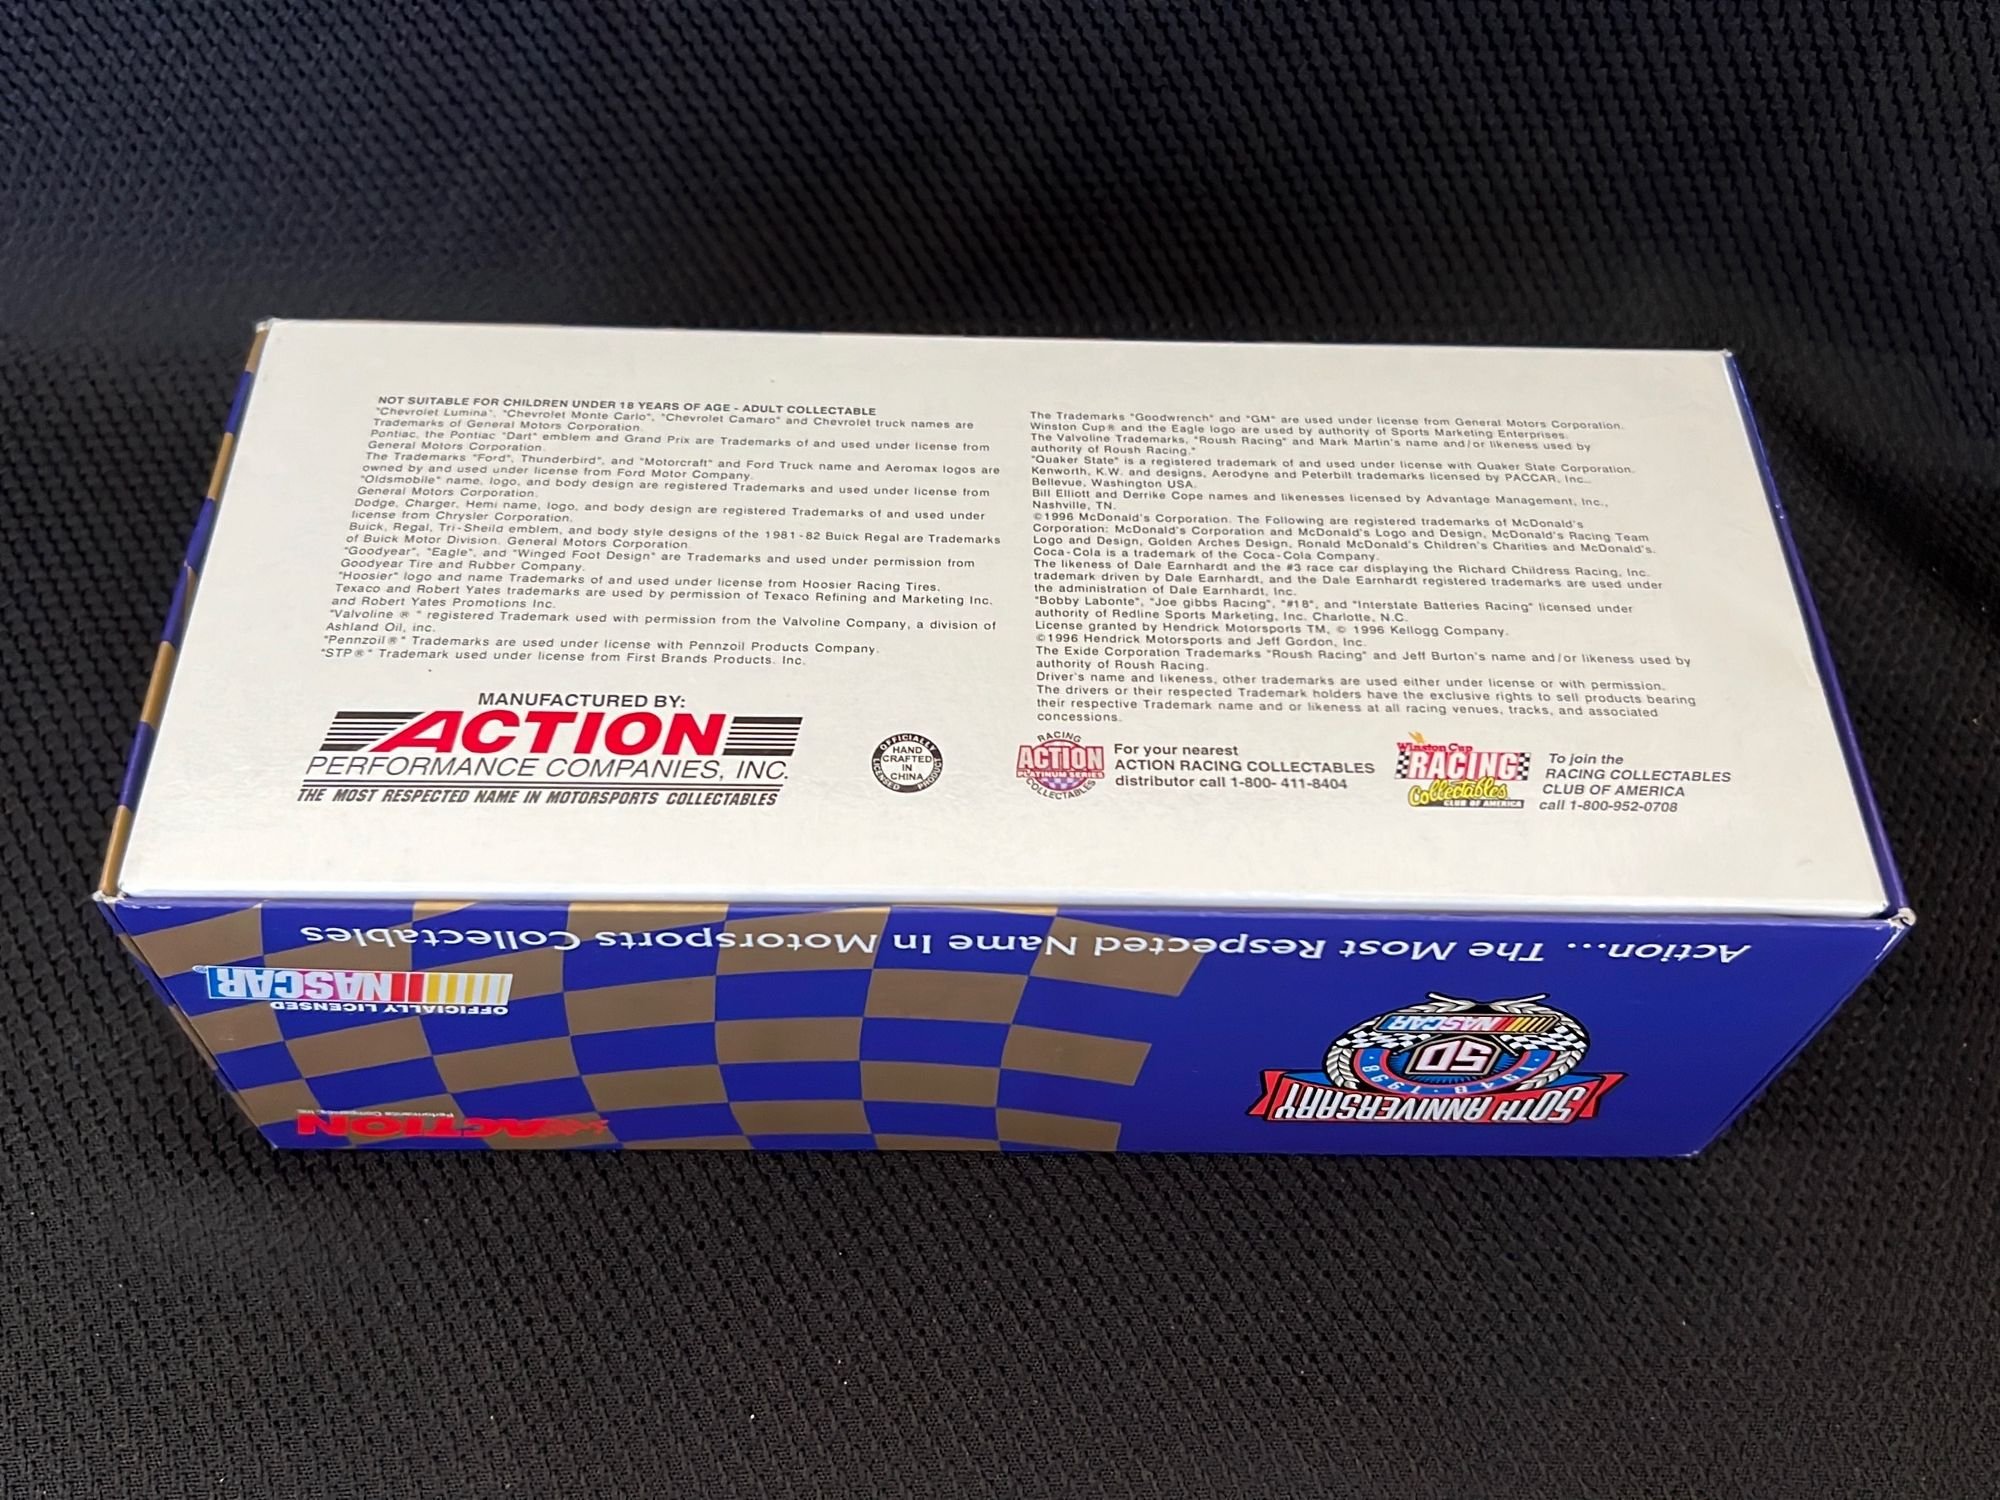 NOT SUITABLE FOR CHILDREN UNDER 18 YEARS OF AGE - ADULT COLLECTABLE
"Chevrolet Lumina", "Chevrolet Monte Carlo", "Chevrolet Camaro" and Chevrolet truck names are
Trademarks of General Motors Corporation.
Pontiac, the Pontiac "Dart" emblem and Grand Prix are Trademarks of and used under license from
General Motors Corporation.
The Trademarks "Ford", Thunderbird", and "Motorcraft" and Ford Truck name and Aeromax logos are
owned by and used under license from Ford Motor Company.
"Oldsmobile" name, logo, and body design are registered Trademarks and used under license from
General Motors Corporation.
Dodge, Charger, Hemi name, logo, and body design are registered Trademarks of and used under
license from Chrysler Corporation.
Buick, Regal, Tri-Sheild emblem, and body style designs of the 1981-82 Buick Regal are Trademarks
of Buick Motor Division. General Motors Corporation.
"Goodyear", "Eagle", and "Winged Foot Design" are Trademarks and used under permission from
Goodyear Tire and Rubber Company.
"Hoosier" logo and name Trademarks of and used under license from Hoosier Racing Tires.
Texaco and Robert Yates trademarks are used by permission of Texaco Refining and Marketing Inc.
and Robert Yates Promotions Inc.
"Valvoline ® " registered Trademark used with permission from the Valvoline Company, a division of
Ashland Oil, inc.
"Pennzoil®" Trademarks are used under license with Pennzoil Products Company.
"STP®" Trademark used under license from First Brands Products. Inc.
The Trademarks "Goodwrench" and "GM" are used under license from General Motors Corporation.
Winston Cup® and the Eagle logo are used by authority of Sports Marketing Enterprises.
The Valvoline Trademarks, "Roush Racing" and Mark Martin's name and/or likeness used by
authority of Roush Racing."
"Quaker State" is a registered trademark of and used under license with Quaker State Corporation.
Kenworth, K.W. and designs, Aerodyne and Peterbilt trademarks licensed by PACCAR, Inc.,
Bellevue, Washington USA.
Bill Elliott and Derrike Cope names and likenesses licensed by Advantage Management, Inc.,
Nashville, TN.
©1996 McDonald's Corporation. The Following are registered trademarks of McDonald's
Corporation: McDonald's Corporation and McDonald's Logo and Design, McDonald's Racing Team
Logo and Design, Golden Arches Design, Ronald McDonald's Children's Charities and McDonald's.
Coca-Cola is a trademark of the Coca-Cola Company.
The likeness of Dale Earnhardt and the #3 race car displaying the Richard Childress Racing, Inc.
trademark driven by Dale Earnhardt, and the Dale Earnhardt registered trademarks are used under
the administration of Dale Earnhardt, Inc.
"Bobby Labonte", "Joe gibbs Racing", "#18", and "Interstate Batteries Racing" licensed under
authority of Redline Sports Marketing, Inc. Charlotte, N.C.
License granted by Hendrick Motorsports TM, © 1996 Kellogg Company.
©1996 Hendrick Motorsports and Jeff Gordon, Inc.
The Exide Corporation Trademarks "Roush Racing" and Jeff Burton's name and/or likeness used by
authority of Roush Racing.
Driver's name and likeness, other trademarks are used either under license or with permission.
The drivers or their respected Trademark holders have the exclusive rights to sell products bearing
their respective Trademark name and or likeness at all racing venues, tracks, and associated
concessions.
MANUFACTURED BY:
ACTION
PERFORMANCE COMPANIES, INC.
THE MOST RESPECTED NAME IN MOTORSPORTS COLLECTABLES
OFFICIALLY
HAND
CRAFTED
IN
CHINA
LICENSED PRODUCT
RACING
ACTION
PLATINUM SERIES
COLLECTABLES
For your nearest
ACTION RACING COLLECTABLES
distributor call 1-800- 411-8404
Winston Cup
RACING
Collectables
CLUB OF AMERICA
To join the
RACING COLLECTABLES
CLUB OF AMERICA
call 1-800-952-0708
Action... The Most Respected Name In Motorsports Collectables
OFFICIALLY LICENSED
NASCAR®
ACTION
Performance Companies, Inc.
50TH ANNIVERSARY
1948 · 1998
50
NASCAR